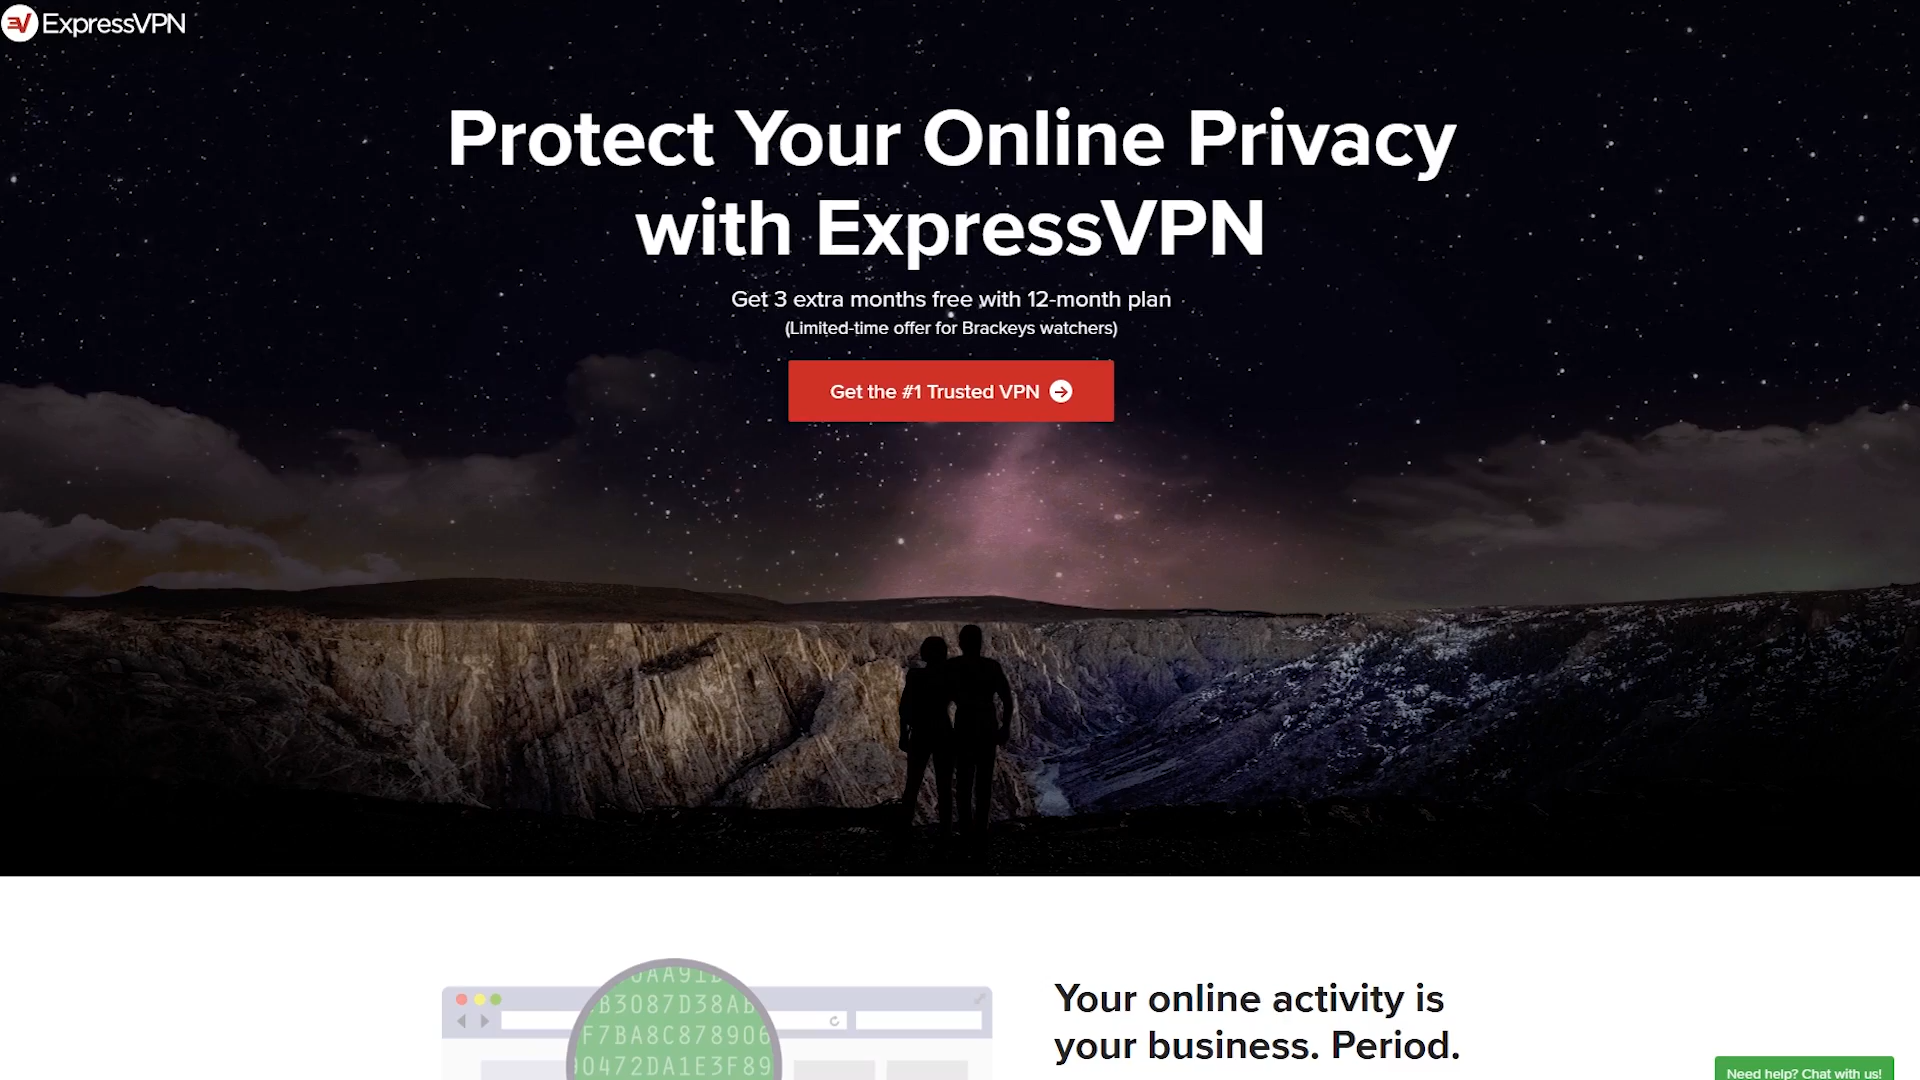 ExpressVPN
Protect Your Online Privacy
with ExpressVPN
Get 3 extra months free with 12-month plan
(Limited-time offer for Brackeys watchers)
Get the #1 Trusted VPN
B3087D38AB
F7BA8C878906
0472DA1E3F89
Your online activity is
your business. Period.
Need help? Chat with us!